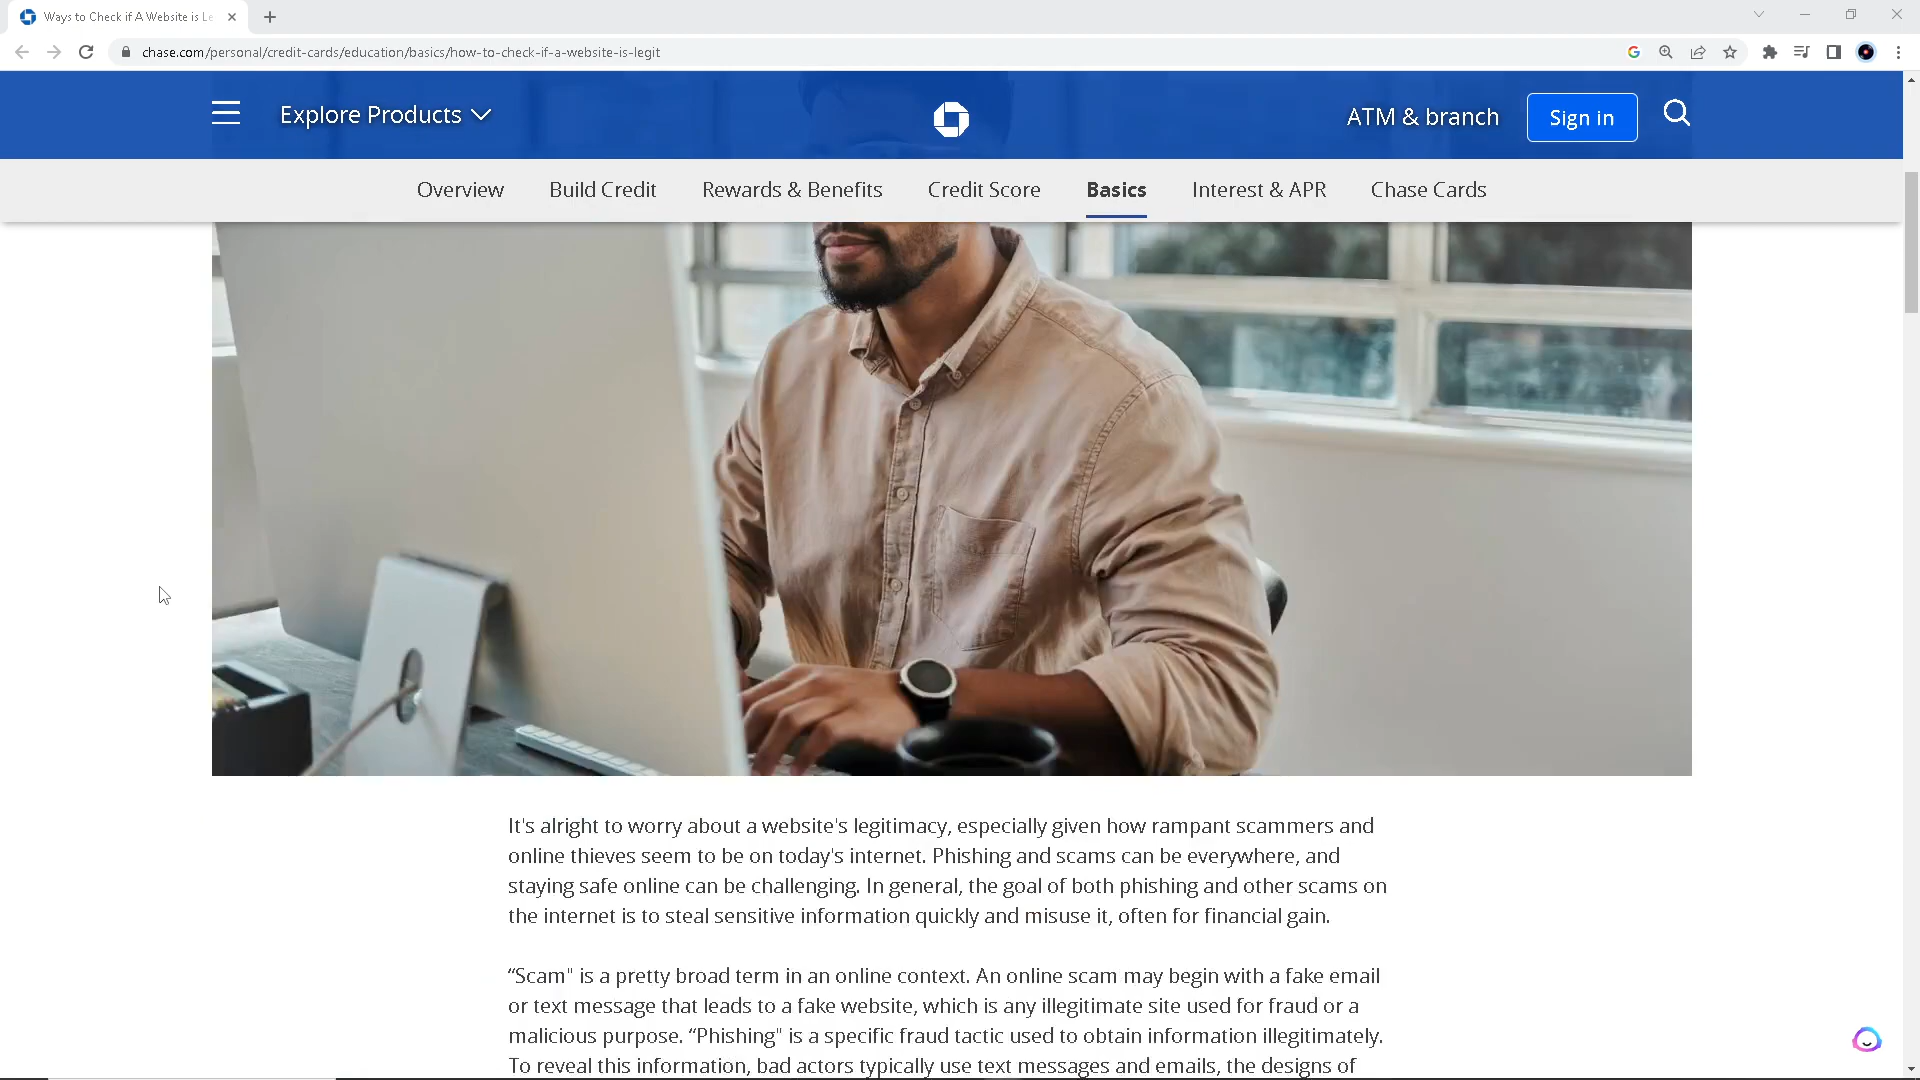 Ways to Check if A Website is Le
chase.com/personal/credit-cards/education/basics/how-to-check-if-a-website-is-legit
Explore Products
ATM & branch
Sign in
Overview
Build Credit
Rewards & Benefits
Credit Score
Basics
Interest & APR
Chase Cards
It's alright to worry about a website's legitimacy, especially given how rampant scammers and
online thieves seem to be on today's internet. Phishing and scams can be everywhere, and
staying safe online can be challenging. In general, the goal of both phishing and other scams on
the internet is to steal sensitive information quickly and misuse it, often for financial gain.
“Scam" is a pretty broad term in an online context. An online scam may begin with a fake email
or text message that leads to a fake website, which is any illegitimate site used for fraud or a
malicious purpose. “Phishing" is a specific fraud tactic used to obtain information illegitimately.
To reveal this information, bad actors typically use text messages and emails, the designs of